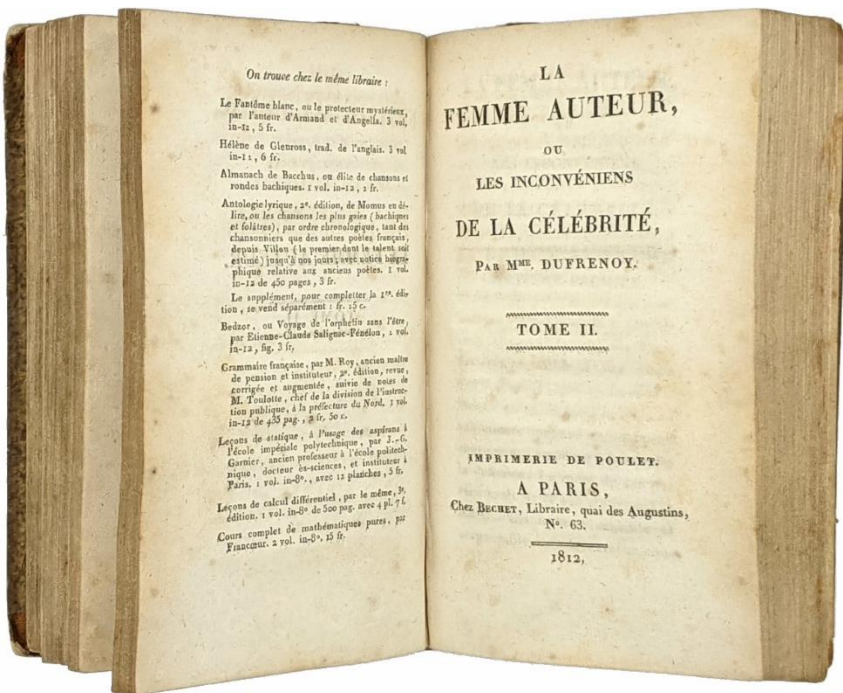 On trouve chez le même libraire :
Le Fantôme blanc, ou le protecteur mystérieux,
par l'auteur d'Armand et d'Angella. 3 vol.
in-12, 5 fr.
Hélène de Glenross, trad. de l'anglais. 3 vol
in-12, 6 fr.
Almanach de Bacchus, ou élite de chansons et
rondes bachiques. 1 vol. in-12, 2 fr.
Antologie lyrique, 2e. édition, de Momus en dé-
lire, ou les chansons les plus gaies (bachiques
et folâtres), par ordre chronologique, tant des
chansonniers que des autres poètes français,
depuis Villon (le premier dont le talent soit
estimé) jusqu'à nos jours; avec notice biogra-
phique relative aux anciens poètes. 1 vol.
in-12 de 450 pages, 3 fr.
Le supplément, pour completter la 1re. édi-
tion, se vend séparément : fr. 15 c.
Bedzor, ou Voyage de l'orphelin sans l'être,
par Etienne-Claude Salignac-Fénélon, 1 vol.
in-12, fig. 3 fr.
Grammaire française, par M. Roy, ancien maître
de pension et instituteur, 2e. édition, revue,
corrigée et augmentée, suivie de notes de
M. Toulotte, chef de la division de l'instruc-
tion publique, à la préfecture du Nord. 1 vol.
in-12 de 435 pag., 2 fr. 50 c.
Leçons de statique, à l'usage des aspirans à
l'école impériale polytechnique, par J.-G.
Garnier, ancien professeur à l'école politech-
nique, docteur ès-sciences, et instituteur à
Paris. 1 vol. in-8°., avec 12 planches, 5 fr.
Leçons de calcul différentiel, par le même, 3e.
édition. 1 vol. in-8° de 500 pag. avec 4 pl. 7 f.
Cours complet de mathématiques pures, par
Francœur. 2 vol. in-8°. 15 fr.
LA
FEMME AUTEUR,
OU
LES INCONVÉNIENS
DE LA CÉLÉBRITÉ,
PAR MME. DUFRENOY.
TOME II.
IMPRIMERIE DE POULET.
A PARIS,
Chez BECHET, Libraire, quai des Augustins,
N°. 63.
1812,